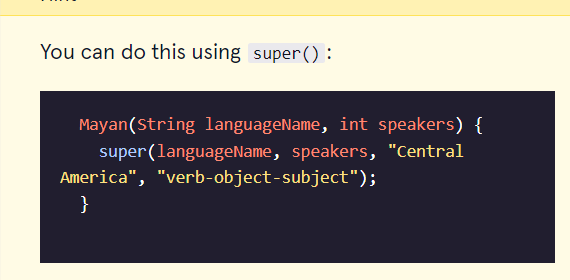 You can do this using super():
Mayan(String languageName, int speakers) {
super(languageName, speakers, "Central
America", "verb-object-subject");
}